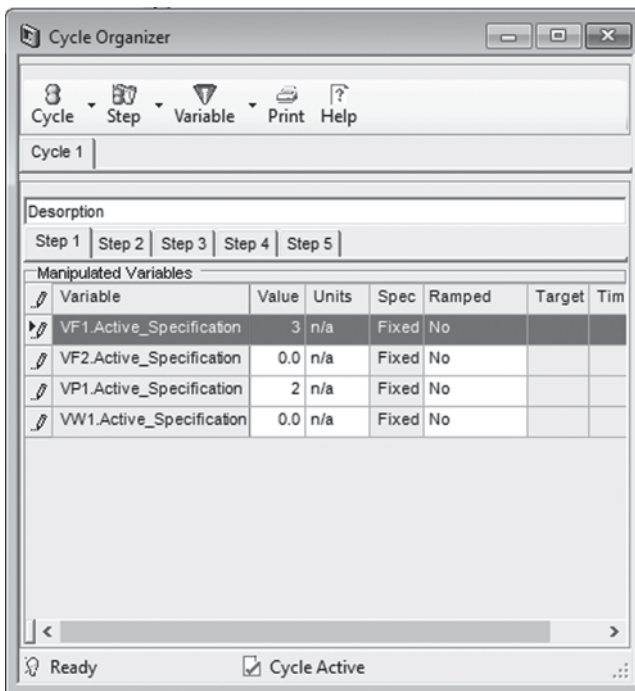 Cycle Organizer
Cycle Step Variable Print Help
Cycle 1
Desorption
Step 1 Step 2 Step 3 Step 4 Step 5
Manipulated Variables
Variable Value Units Spec Ramped Target Tim
VF1.Active_Specification 3 n/a Fixed No
VF2.Active_Specification 0.0 n/a Fixed No
VP1.Active_Specification 2 n/a Fixed No
VW1.Active_Specification 0.0 n/a Fixed No
Ready Cycle Active